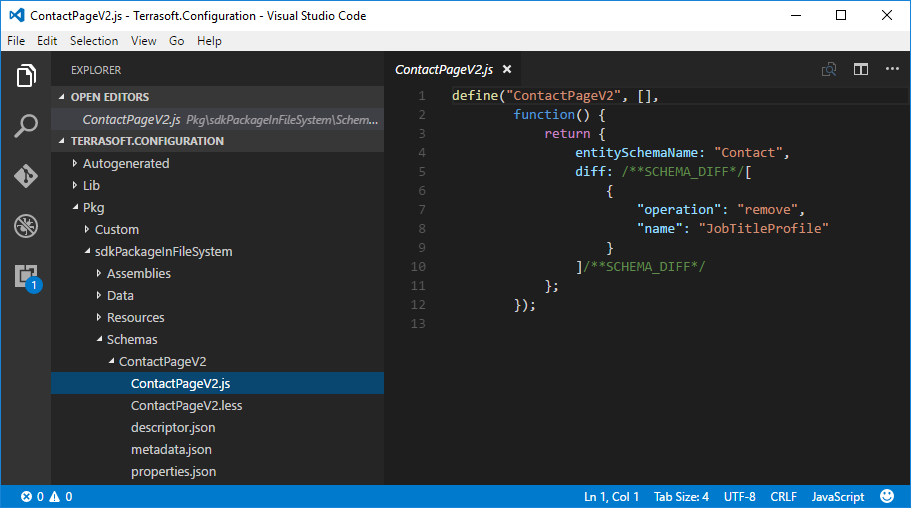 ContactPageV2.js - Terrasoft.Configuration - Visual Studio Code
File Edit Selection View Go Help
EXPLORER
OPEN EDITORS
ContactPageV2.js Pkg\sdkPackageInFileSystem\Schem...
TERRASOFT.CONFIGURATION
Autogenerated
Lib
Pkg
Custom
sdkPackageInFileSystem
Assemblies
Data
Resources
Schemas
ContactPageV2
ContactPageV2.js
ContactPageV2.less
descriptor.json
metadata.json
properties.json
1
ContactPageV2.js
1 define("ContactPageV2", [],
2 function() {
3 return {
4 entitySchemaName: "Contact",
5 diff: /**SCHEMA_DIFF*/[
6 {
7 "operation": "remove",
8 "name": "JobTitleProfile"
9 }
10 ]/**SCHEMA_DIFF*/
11 };
12 });
13
0 0 Ln 1, Col 1 Tab Size: 4 UTF-8 CRLF JavaScript